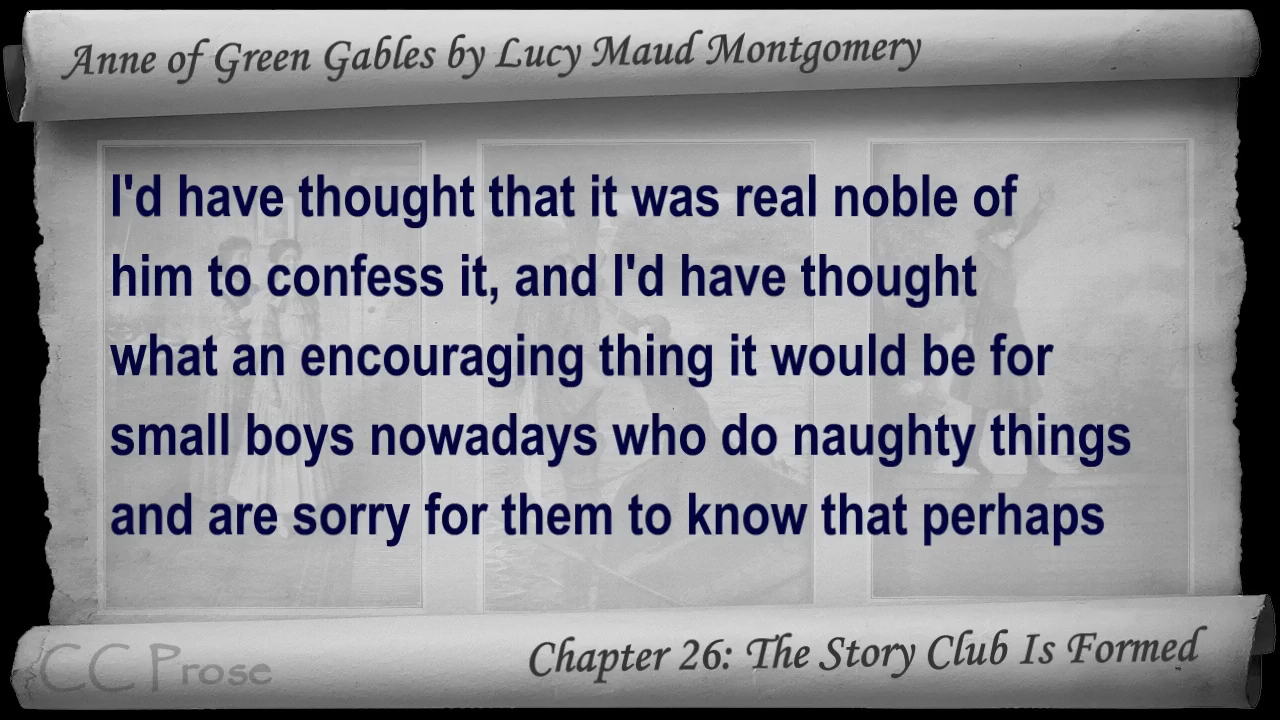 Anne of Green Gables by Lucy Maud Montgomery
I'd have thought that it was real noble of
him to confess it, and I'd have thought
what an encouraging thing it would be for
small boys nowadays who do naughty things
and are sorry for them to know that perhaps
CC Prose
Chapter 26: The Story Club Is Formed